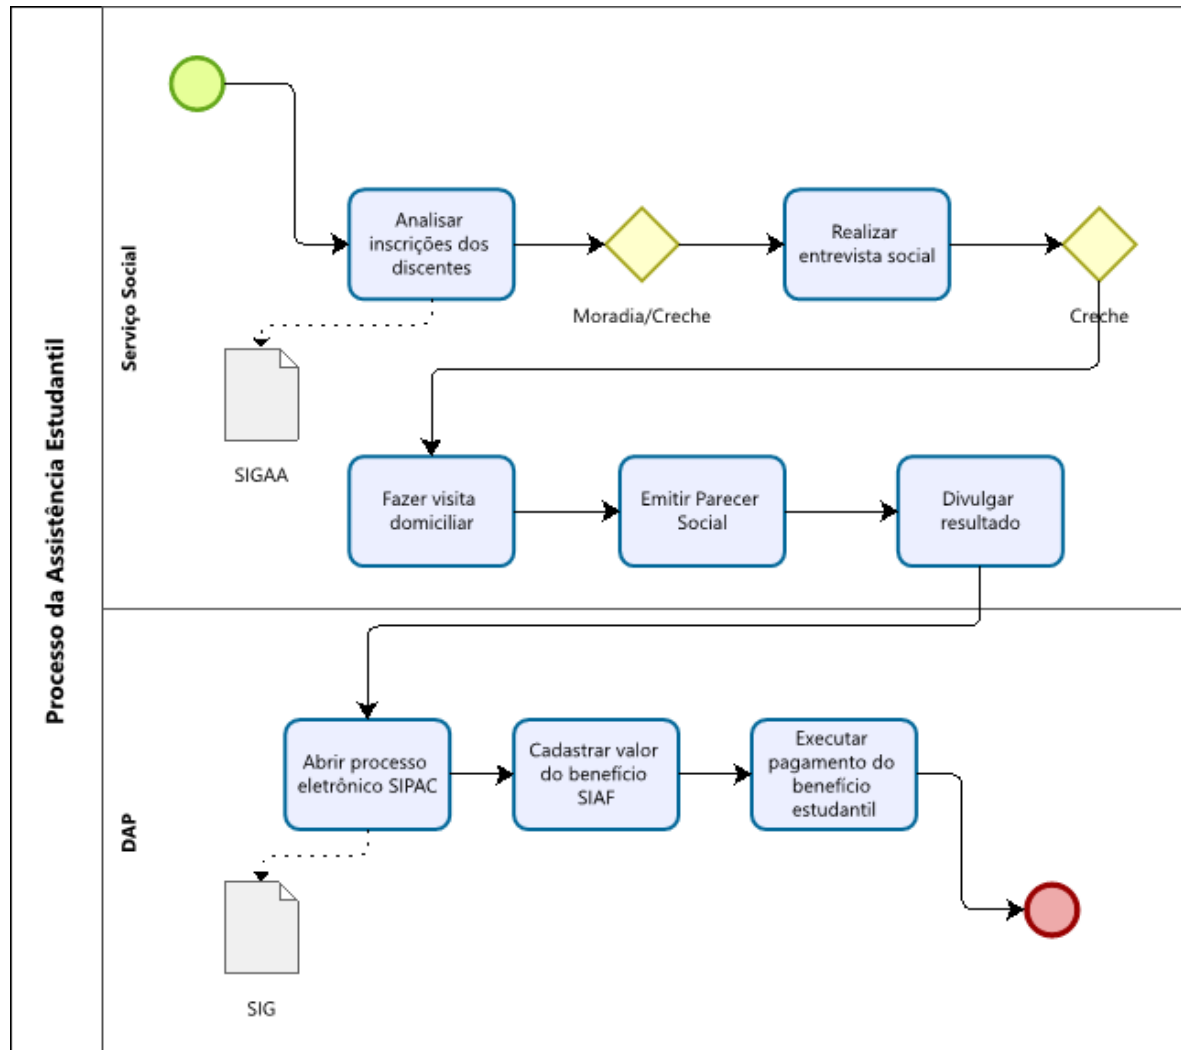 Processo da Assistência Estudantil
Serviço Social
Analisar
inscrições dos
discentes
Moradia/Creche
Realizar
entrevista social
Creche
SIGAA
Fazer visita
domiciliar
Emitir Parecer
Social
Divulgar
resultado
DAP
Abrir processo
eletrônico SIPAC
Cadastrar valor
do benefício
SIAF
Executar
pagamento do
benefício
estudantil
SIG